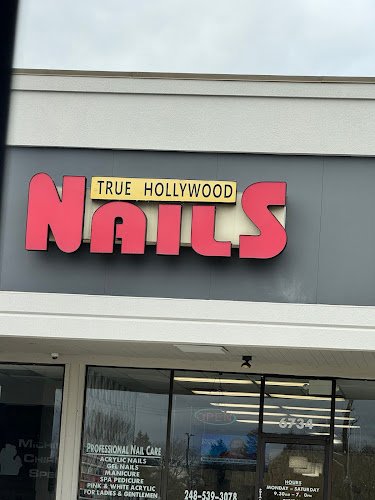 TRUE HOLLYWOOD
NAILS
OPEN
6734
PROFESSIONAL NAIL CARE
ACRYLIC NAILS
GEL NAILS
MANICURE
SPA PEDICURE
PINK & WHITE ACRYLIC
FOR LADIES & GENTLEMEN
248-539-3078
HOURS
MONDAY - SATURDAY